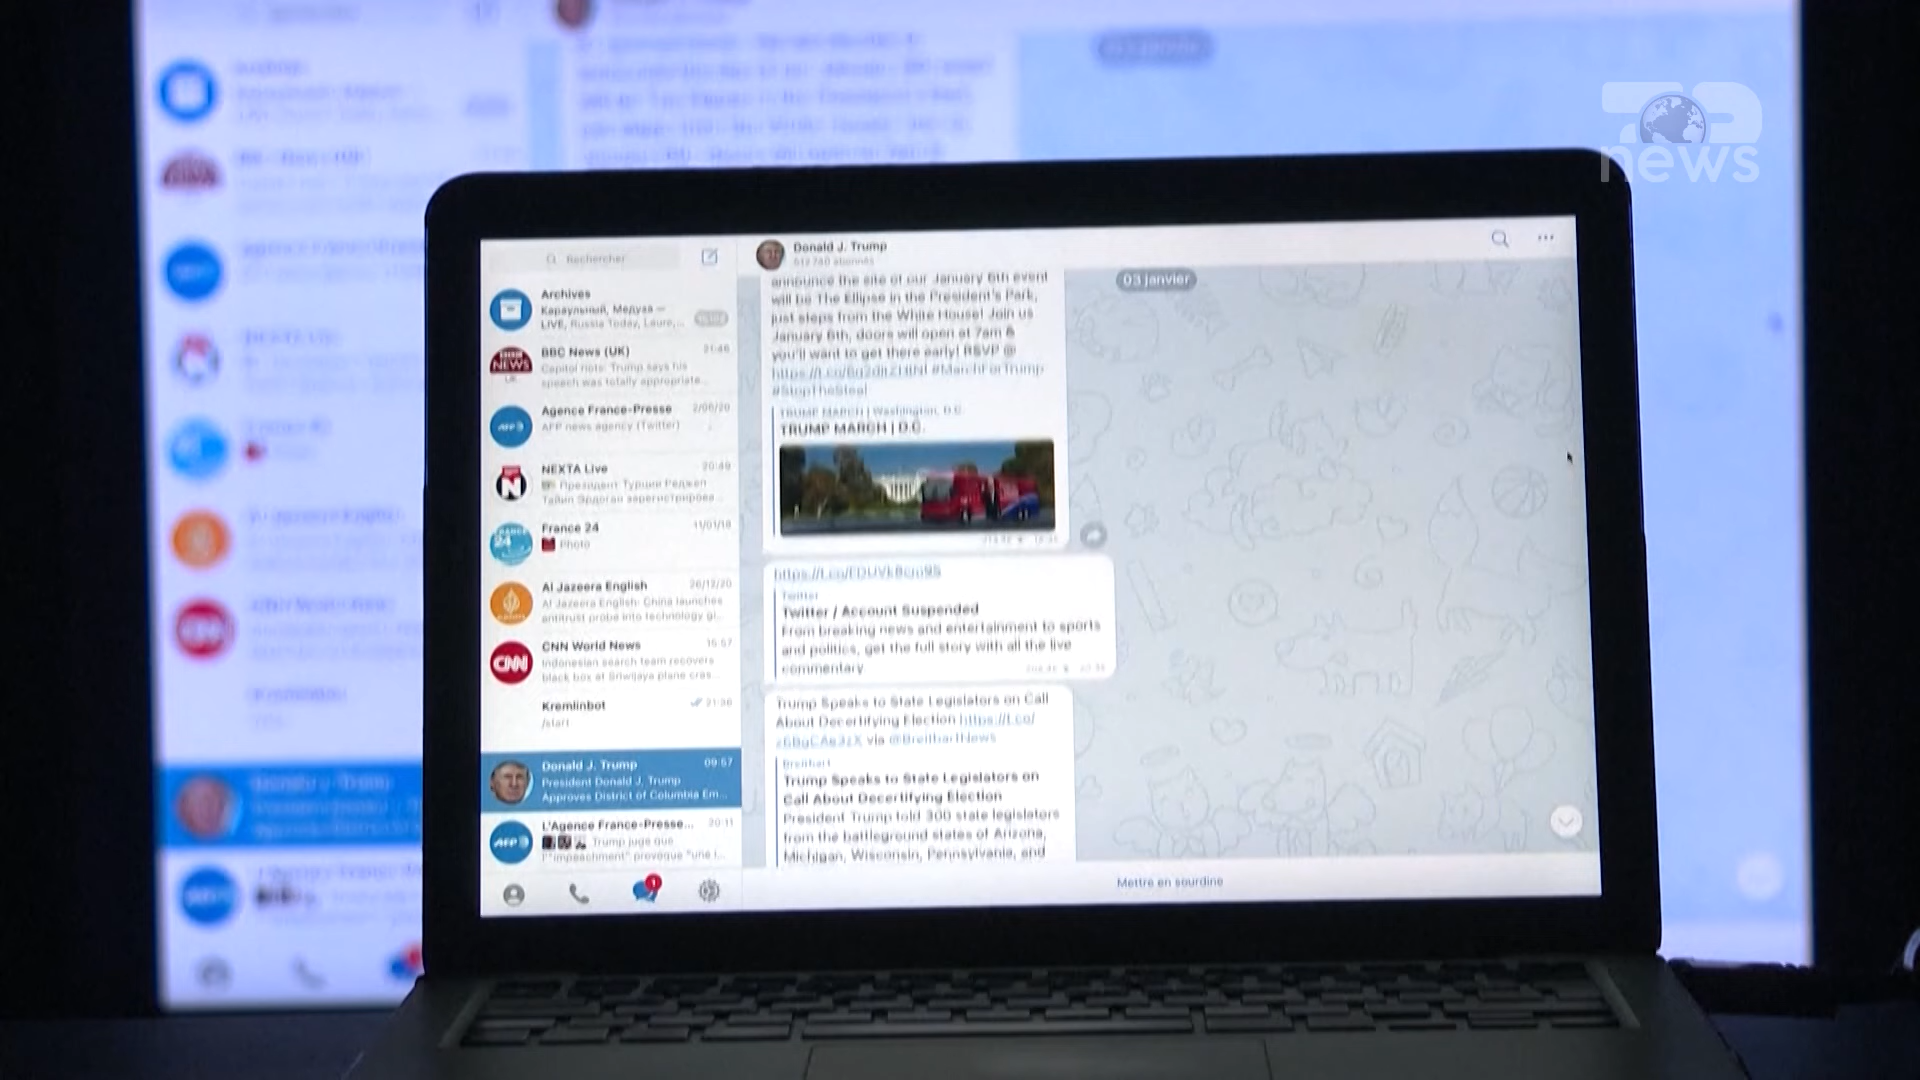 TOP news
Rechercher
Archives
Караульный, Медуза —
LIVE, Russia Today, Laure,...
BBC News (UK) 21:46
Capitol riots: Trump says his
speech was totally appropriate...
Agence France-Presse 2/06/20
AFP news agency (Twitter)
NEXTA Live 20:49
Президент Турции Реджеп
Тайип Эрдоган зарегистрирова...
France 24 11/01/18
Photo
Al Jazeera English 26/12/20
Al Jazeera English: China launches
antitrust probe into technology gi...
CNN World News 15:57
Indonesian search team recovers
black box at Sriwijaya plane cras...
Kremlinbot 21:36
/start
Donald J. Trump 09:57
President Donald J. Trump
Approves District of Columbia Em...
L'Agence France-Presse... 20:11
Trump juge que
l'"impeachment" provoque "une i...
1
Donald J. Trump
abonnés
03 janvier
announce the site of our January 6th event
will be The Ellipse in the President's Park,
just steps from the White House! Join us
January 6th, doors will open at 7am &
you'll want to get there early! RSVP @
#MarchForTrump
#StopTheSteal
TRUMP MARCH | Washington, D.C.
TRUMP MARCH | D.C.
Twitter
Twitter / Account Suspended
From breaking news and entertainment to sports
and politics, get the full story with all the live
commentary
Trump Speaks to State Legislators on Call
About Decertifying Election https://t.co/
via @BreitbartNews
Breitbart
Trump Speaks to State Legislators on
Call About Decertifying Election
President Trump told 300 state legislators
from the battleground states of Arizona,
Michigan, Wisconsin, Pennsylvania, and
Mettre en sourdine